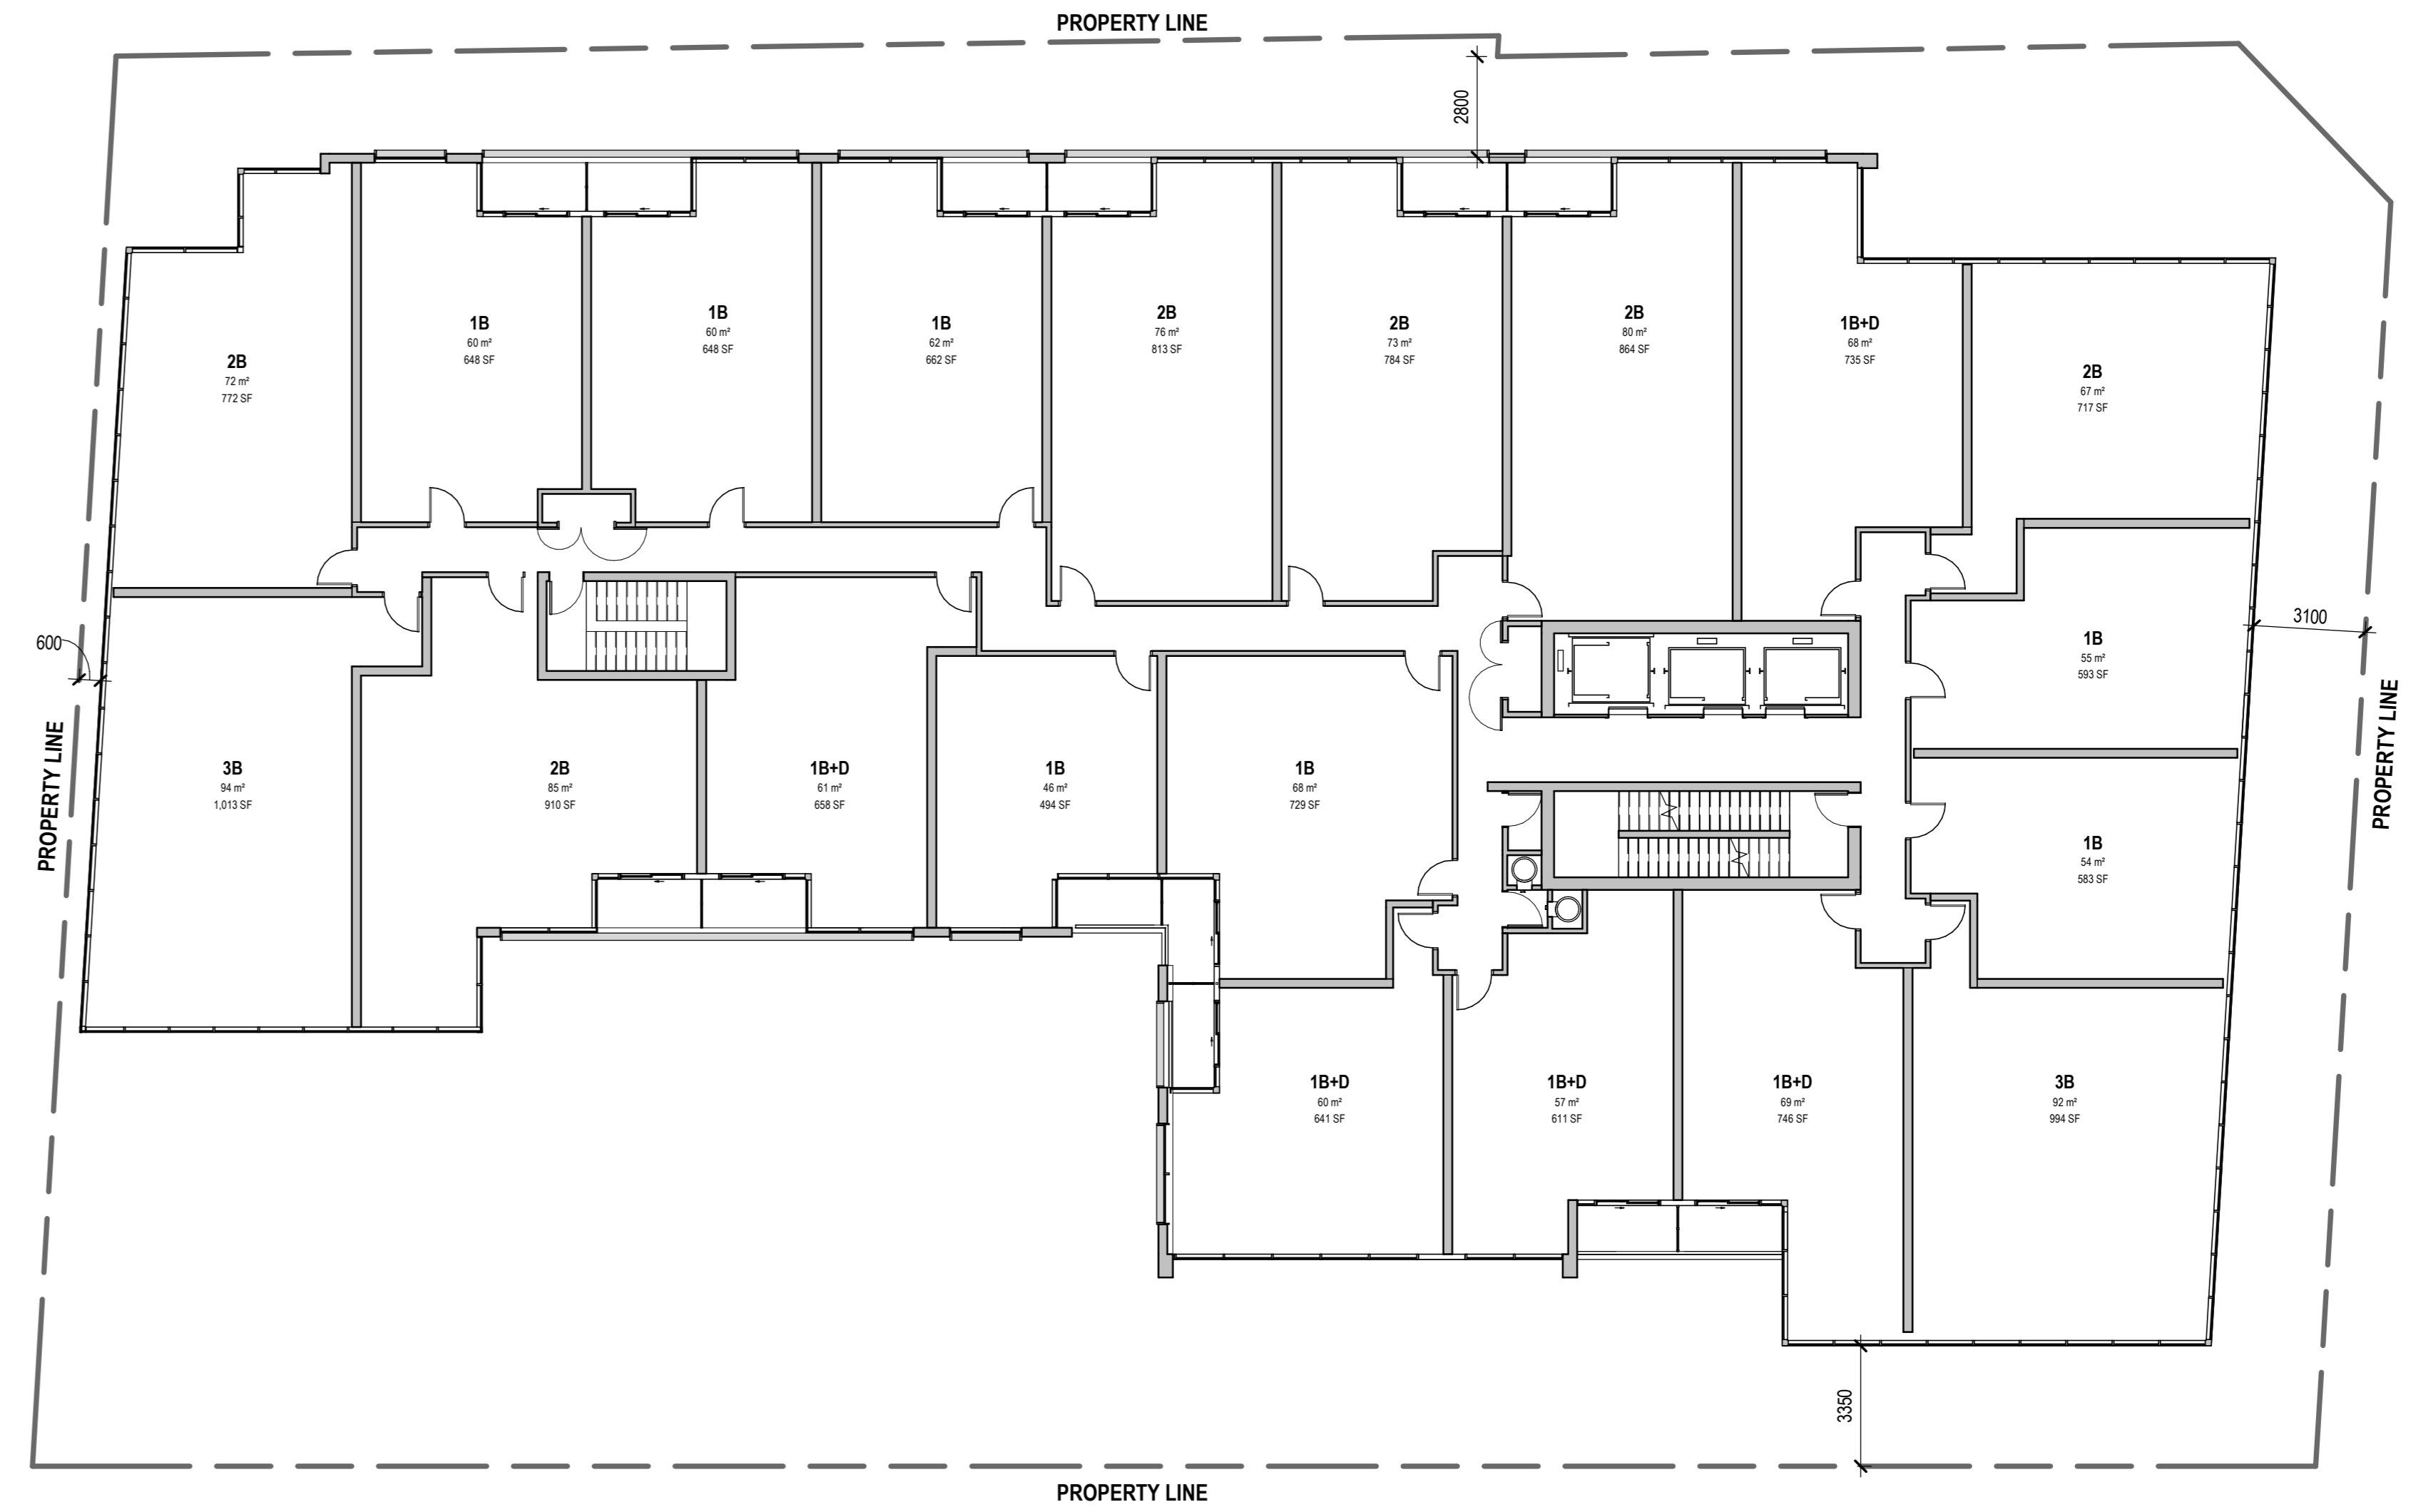 PROPERTY LINE
2800
1B
60 m²
648 SF
1B
60 m²
648 SF
1B
62 m²
662 SF
2B
76 m²
813 SF
2B
73 m²
784 SF
2B
80 m²
864 SF
1B+D
68 m²
735 SF
2B
72 m²
772 SF
2B
67 m²
717 SF
600
3100
1B
55 m²
593 SF
PROPERTY LINE
3B
94 m²
1,013 SF
2B
85 m²
910 SF
1B+D
61 m²
658 SF
1B
46 m²
494 SF
1B
68 m²
729 SF
PROPERTY LINE
1B
54 m²
583 SF
1B+D
60 m²
641 SF
1B+D
57 m²
611 SF
1B+D
69 m²
746 SF
3B
92 m²
994 SF
3350
PROPERTY LINE